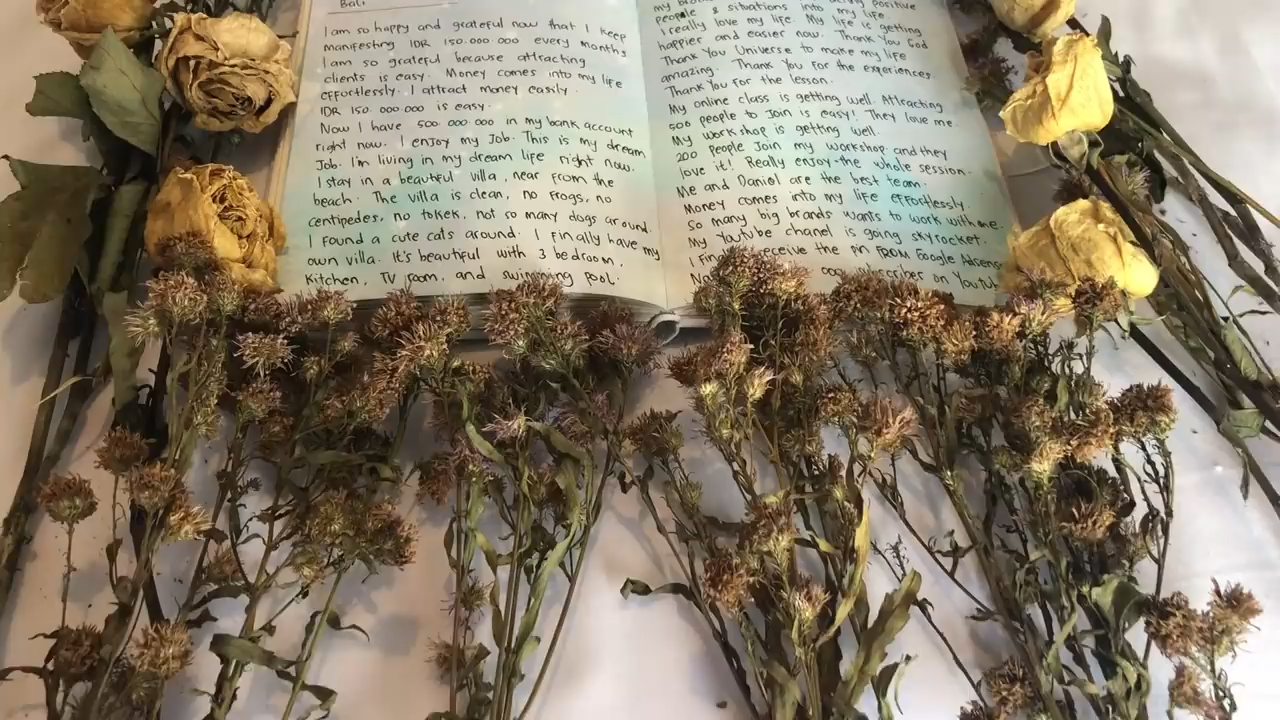 Bali
I am so happy and grateful now that I keep
manifesting IDR 150.000.000 every months
I am so grateful because attracting
clients is easy. Money comes into my life
effortlessly. I attract money easily.
IDR 150.000.000 is easy.
Now I have 500.000.000 in my bank account
right now. I enjoy my Job. This is my dream
Job. I'm living in my dream life right now.
I stay in a beautful villa, near from the
beach. The villa is clean, no frogs, no
centipedes, no tokek, not so many dogs around.
I found a cute cats around. I finally have my
own villa. It's beautiful with 3 bedroom,
Kitchen, TV room, and swimming pool.
people & situations into my life.
I really love my life. My life is getting
happier and easier now. Thank You God
Thank You Universe to make my life
amazing. Thank You for the experiences.
Thank You for the lesson.
My online class is getting well. Attracting
500 people to Join is easy! They love me.
My workshop is getting well.
200 people Join my workshop and they
love it! Really enjoy the whole session.
Me and Daniel are the best team.
Money comes into my life effortlessly.
So many big brands wants to work with me.
My Youtube chanel is going skyrocket.
I receive the pin FROM Google Adsense
on Youtub